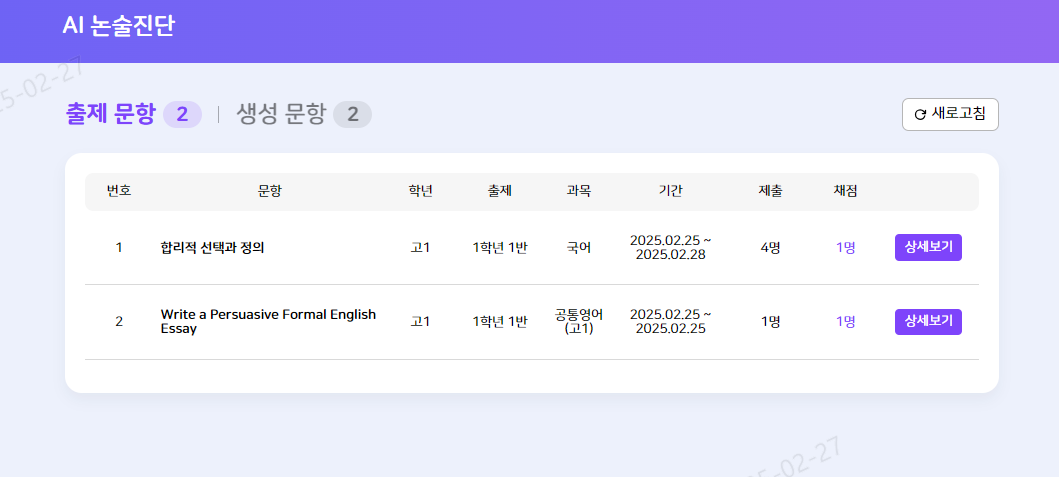 AI 논술진단
출제 문항 2 | 생성 문항 2
새로고침
번호 문항 학년 출제 과목 기간 제출 채점
1 합리적 선택과 정의 고1 1학년 1반 국어 2025.02.25 ~ 4명 1명 상세보기
2025.02.28
Write a Persuasive Formal English 공통영어 2025.02.25 ~
2 고1 1학년 1반 1명 1명 상세보기
Essay (고1) 2025.02.25
5-02-27
5-02-27